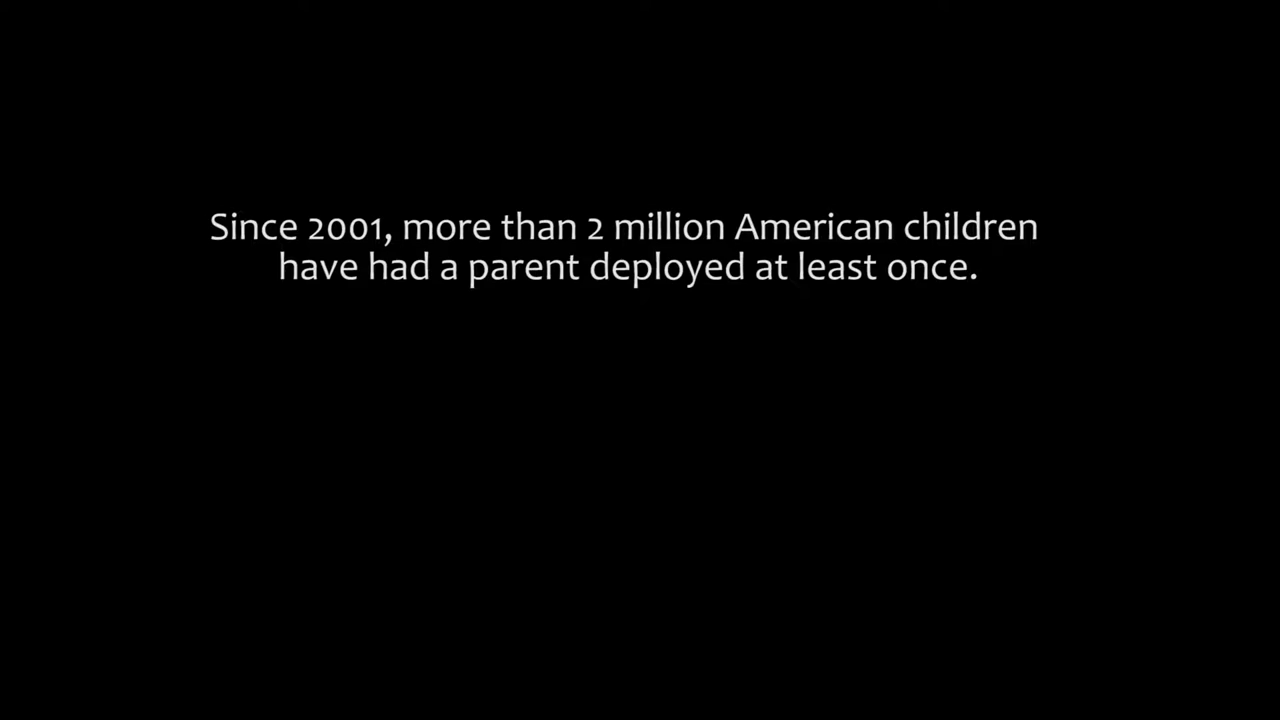 Since 2001, more than 2 million American children
have had a parent deployed at least once.